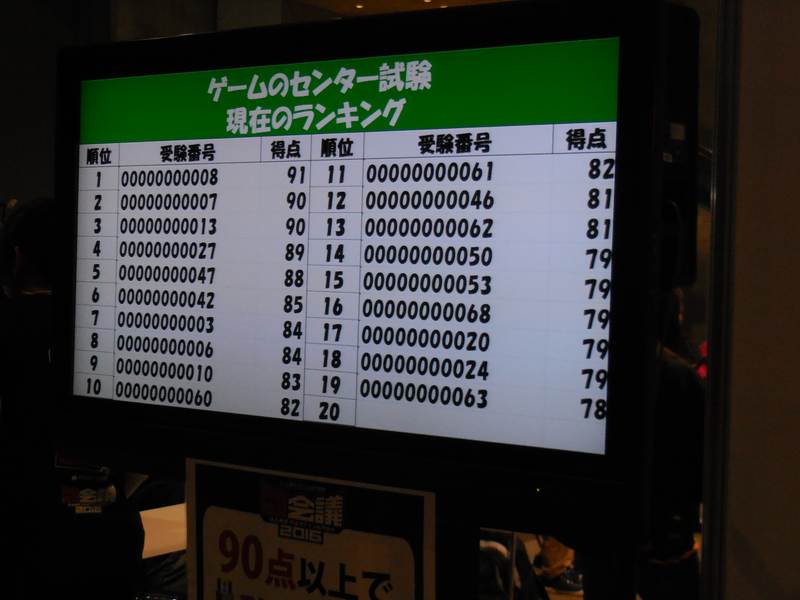 ゲームのセンター試験
現在のランキング
順位 受験番号 得点 順位 受験番号 得点
1 00000000008 91 11 00000000061 82
2 00000000007 90 12 00000000046 81
3 00000000013 90 13 00000000062 81
4 00000000027 89 14 00000000050 79
5 00000000047 88 15 00000000053 79
6 00000000042 85 16 00000000068 79
7 00000000003 84 17 00000000020 79
8 00000000006 84 18 00000000024 79
9 00000000010 83 19 00000000063 78
10 00000000060 82 20
会議
2016
90点以上で